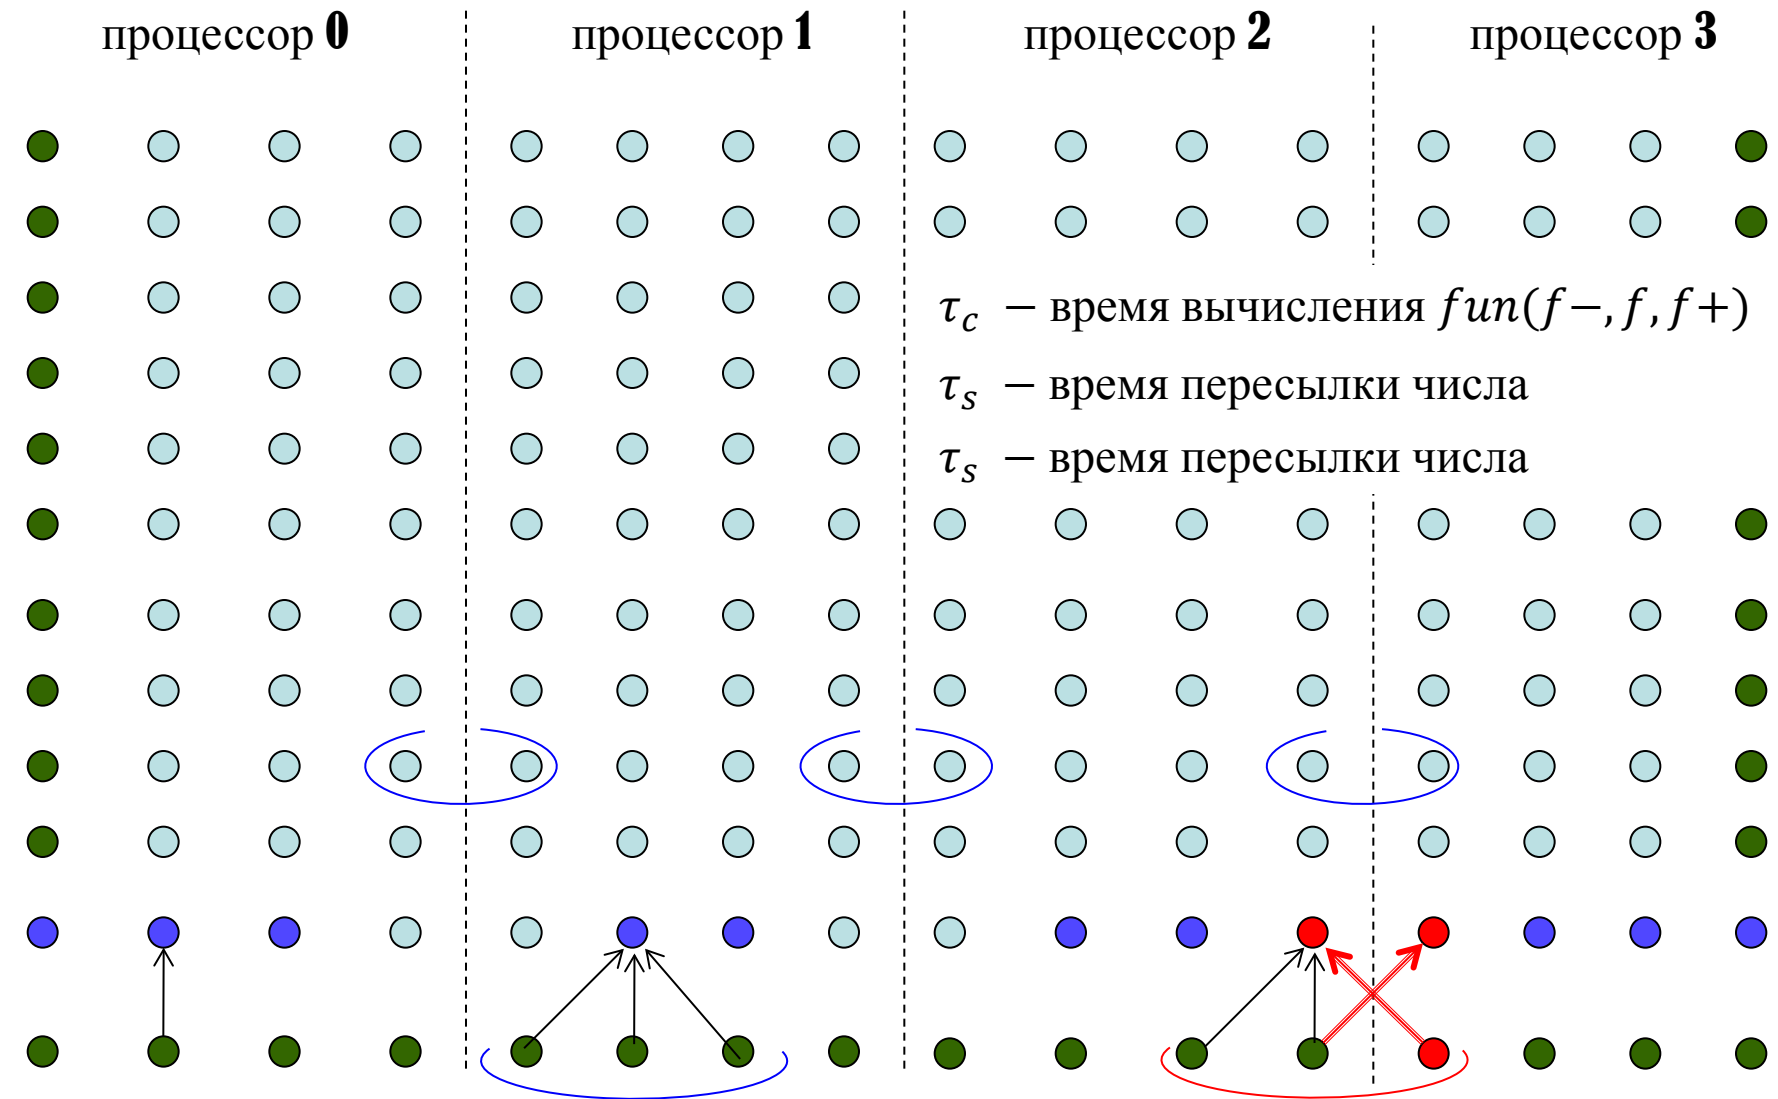 процессор 0 процессор 1 процессор 2 процессор 3
τ_c − время вычисления fun(f−, f, f+)
τ_s − время пересылки числа
τ_s − время пересылки числа